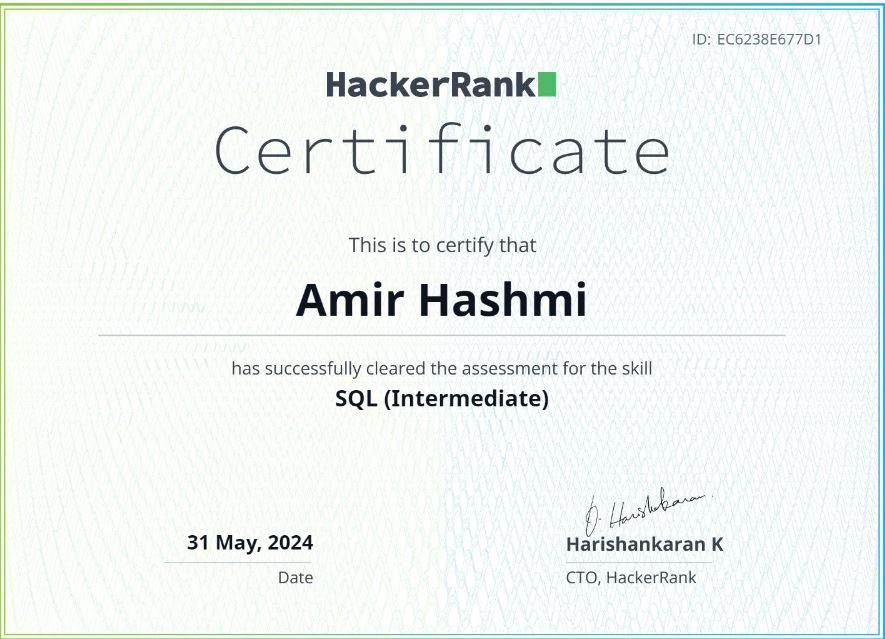 ID: EC6238E677D1
HackerRank
Certificate
This is to certify that
Amir Hashmi
has successfully cleared the assessment for the skill
SQL (Intermediate)
31 May, 2024
Date
Harishankaran K
CTO, HackerRank